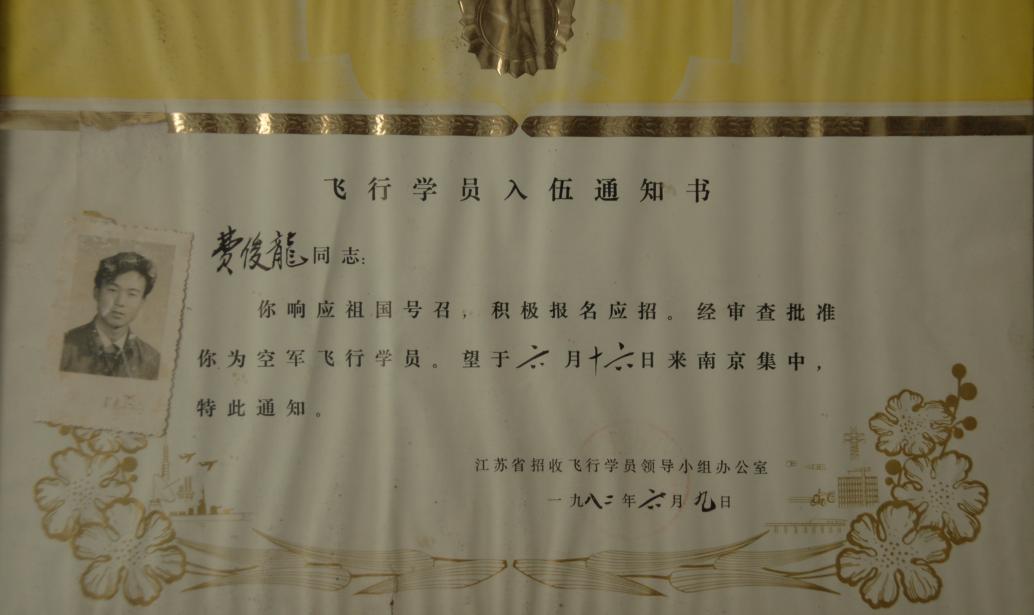 飞行学员入伍通知书
费俊龍同志：
你响应祖国号召，积极报名应招。经审查批准
你为空军飞行学员。望于六月十六日来南京集中，
特此通知。
江苏省招收飞行学员领导小组办公室
一九八二年六月九日